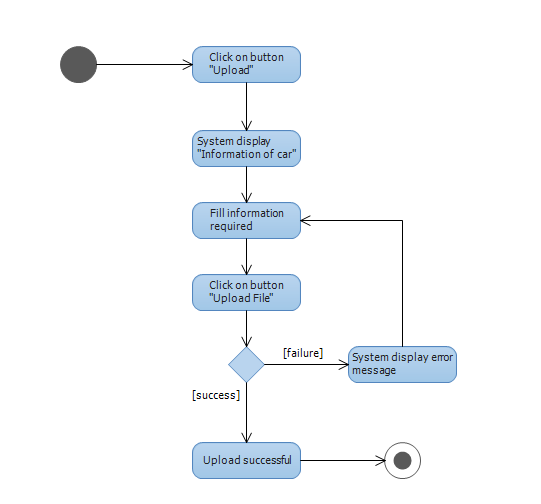 Click on button
"Upload"
System display
"Information of car"
Fill information
required
Click on button
"Upload File"
[failure]
System display error
message
[success]
Upload successful